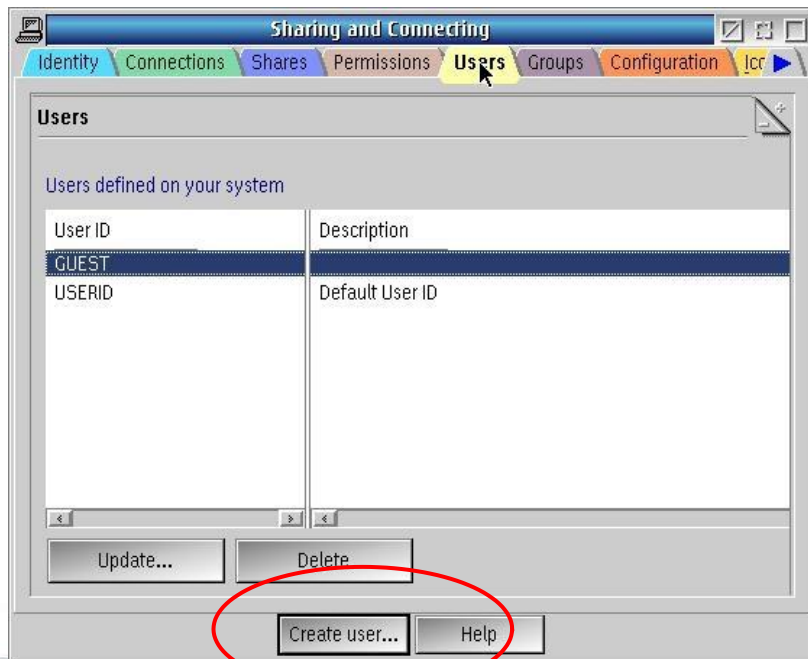 Sharing and Connecting
Identity Connections Shares Permissions Users Groups Configuration
Users
Users defined on your system
User ID Description
GUEST
USERID Default User ID
Update... Delete
Create user... Help